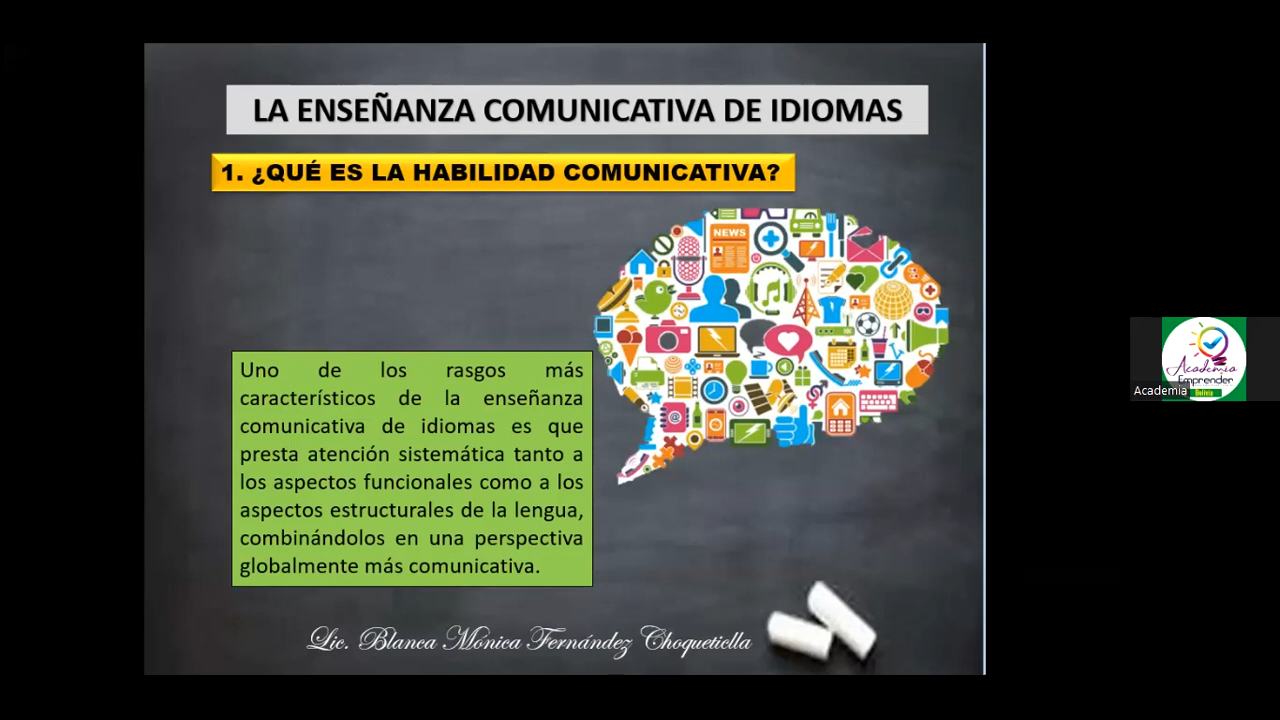 LA ENSEÑANZA COMUNICATIVA DE IDIOMAS
1. ¿QUÉ ES LA HABILIDAD COMUNICATIVA?
NEWS
Uno de los rasgos más
característicos de la enseñanza
comunicativa de idiomas es que
presta atención sistemática tanto a
los aspectos funcionales como a los
aspectos estructurales de la lengua,
combinándolos en una perspectiva
globalmente más comunicativa.
Lic. Blanca Mónica Fernández Choqueticlla
Academia
Emprender
Bolivia
Academia